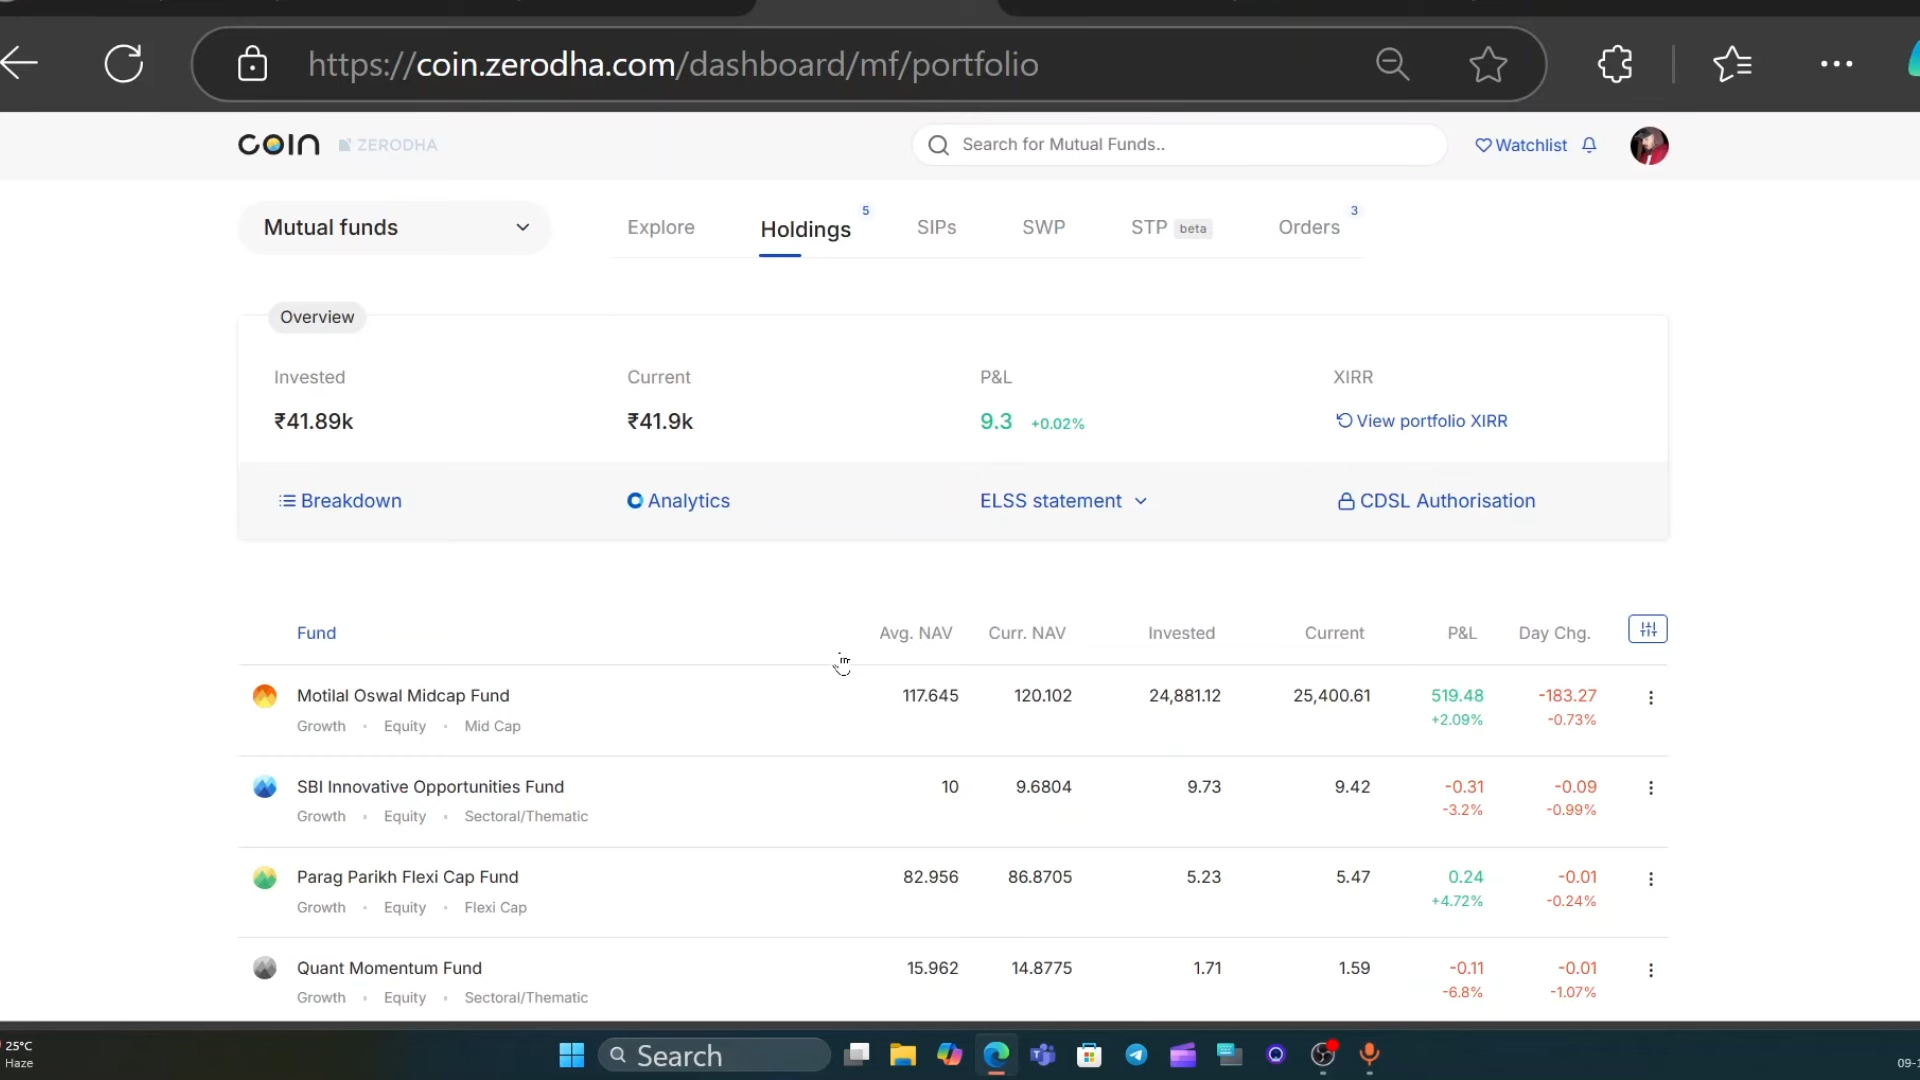 https://coin.zerodha.com/dashboard/mf/portfolio
coin ZERODHA Search for Mutual Funds.. Watchlist
Mutual funds Explore Holdings 5 SIPs SWP STP beta Orders 3
Overview
Invested Current P&L XIRR
₹41.89k ₹41.9k 9.3 +0.02% View portfolio XIRR
Breakdown Analytics ELSS statement CDSL Authorisation
Fund Avg. NAV Curr. NAV Invested Current P&L Day Chg.
Motilal Oswal Midcap Fund 117.645 120.102 24,881.12 25,400.61 519.48 -183.27
Growth • Equity • Mid Cap +2.09% -0.73%
SBI Innovative Opportunities Fund 10 9.6804 9.73 9.42 -0.31 -0.09
Growth • Equity • Sectoral/Thematic -3.2% -0.99%
Parag Parikh Flexi Cap Fund 82.956 86.8705 5.23 5.47 0.24 -0.01
Growth • Equity • Flexi Cap +4.72% -0.24%
Quant Momentum Fund 15.962 14.8775 1.71 1.59 -0.11 -0.01
Growth • Equity • Sectoral/Thematic -6.8% -1.07%
25°C
Haze
Search